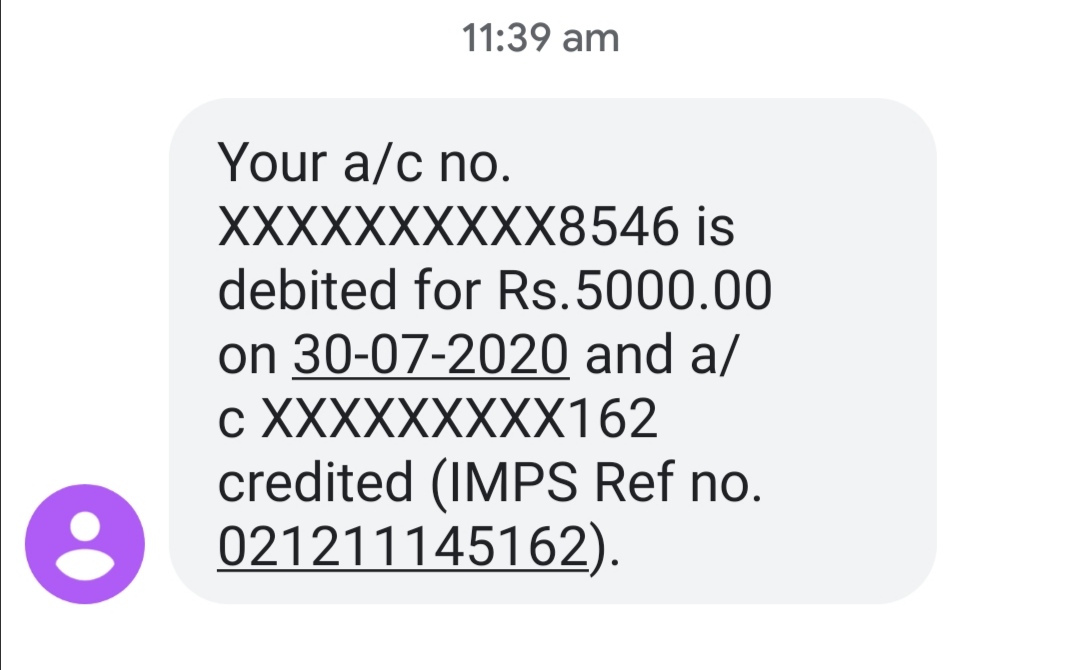 11:39 am
Your a/c no.
XXXXXXXXXX8546 is
debited for Rs.5000.00
on 30-07-2020 and a/
c XXXXXXXXX162
credited (IMPS Ref no.
021211145162).